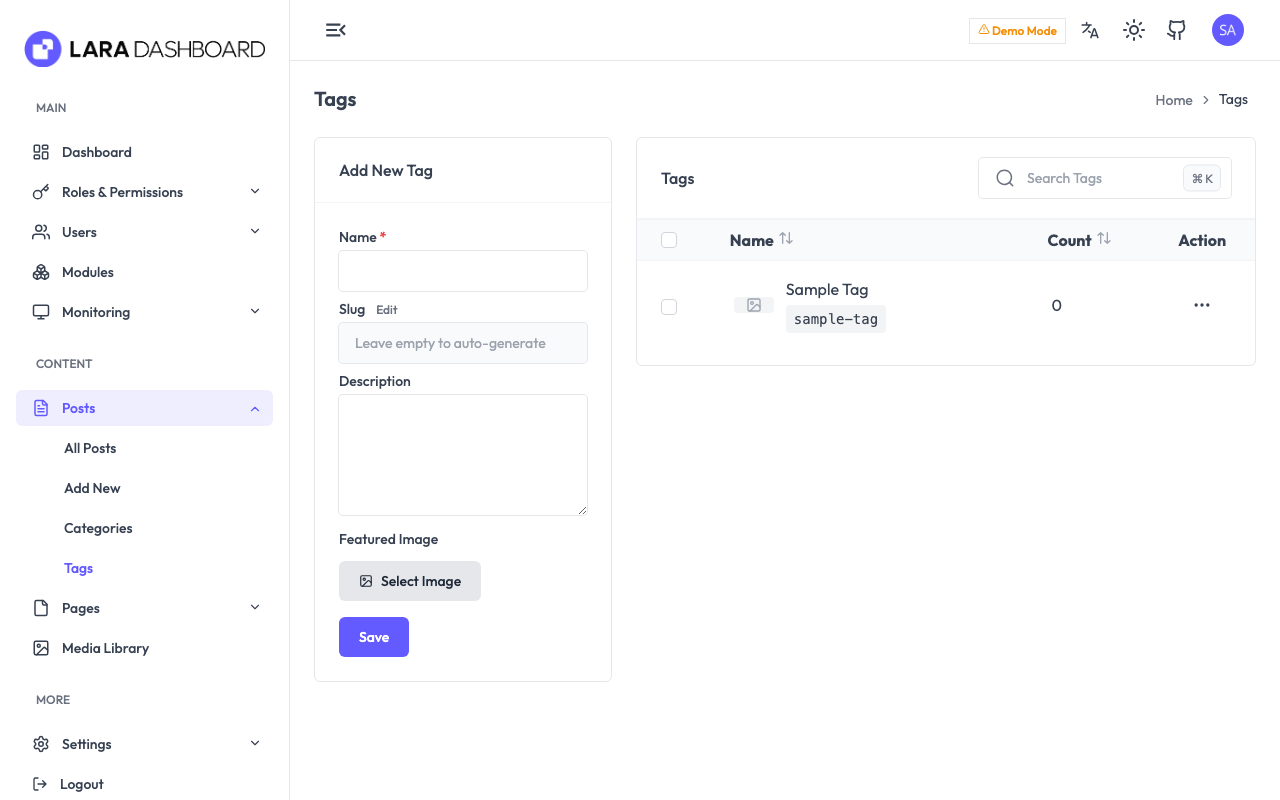 LARA DASHBOARD
MAIN
Dashboard
Roles & Permissions
Users
Modules
Monitoring
CONTENT
Posts
All Posts
Add New
Categories
Tags
Pages
Media Library
MORE
Settings
Logout
Demo Mode
SA
Tags
Home > Tags
Add New Tag
Name *
Slug Edit
Leave empty to auto-generate
Description
Featured Image
Select Image
Save
Tags
Search Tags
⌘ K
Name Count Action
Sample Tag
sample-tag
0